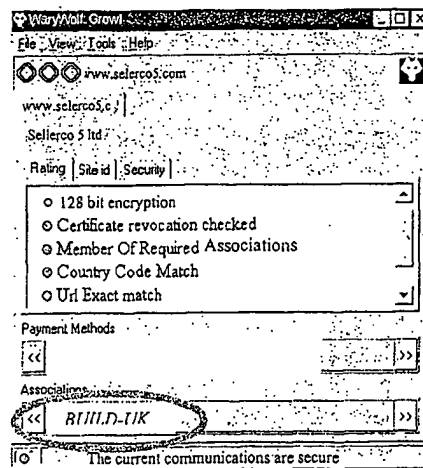 WaryWolf: Growl
File View Tools Help
www.selerco5.com
www.selerco5.c /
Sellerco 5 ltd
Rating Site id Security
128 bit encryption
Certificate revocation checked
Member Of Required Associations
Country Code Match
Url Exact match
Payment Methods
<< >>
Associations
<< BUILD-UK >>
The current communications are secure